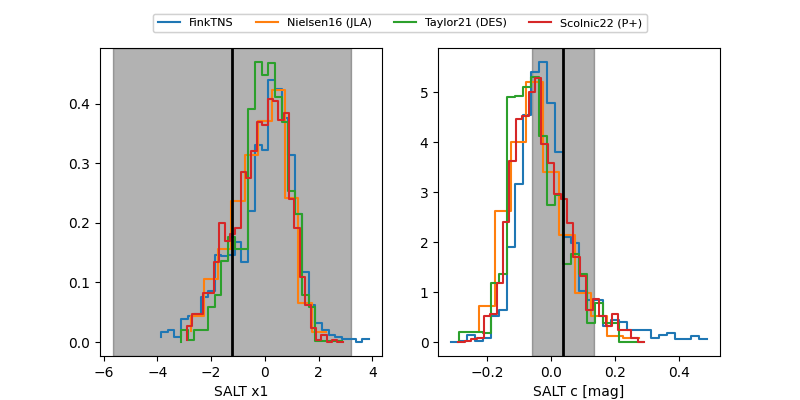 FinkTNS Nielsen16 (JLA) Taylor21 (DES) Scolnic22 (P+)
0.4
0.3
0.2
0.1
0.0
−6 −4 −2 0 2 4
SALT x1
5
4
3
2
1
0
−0.2 0.0 0.2 0.4
SALT c [mag]